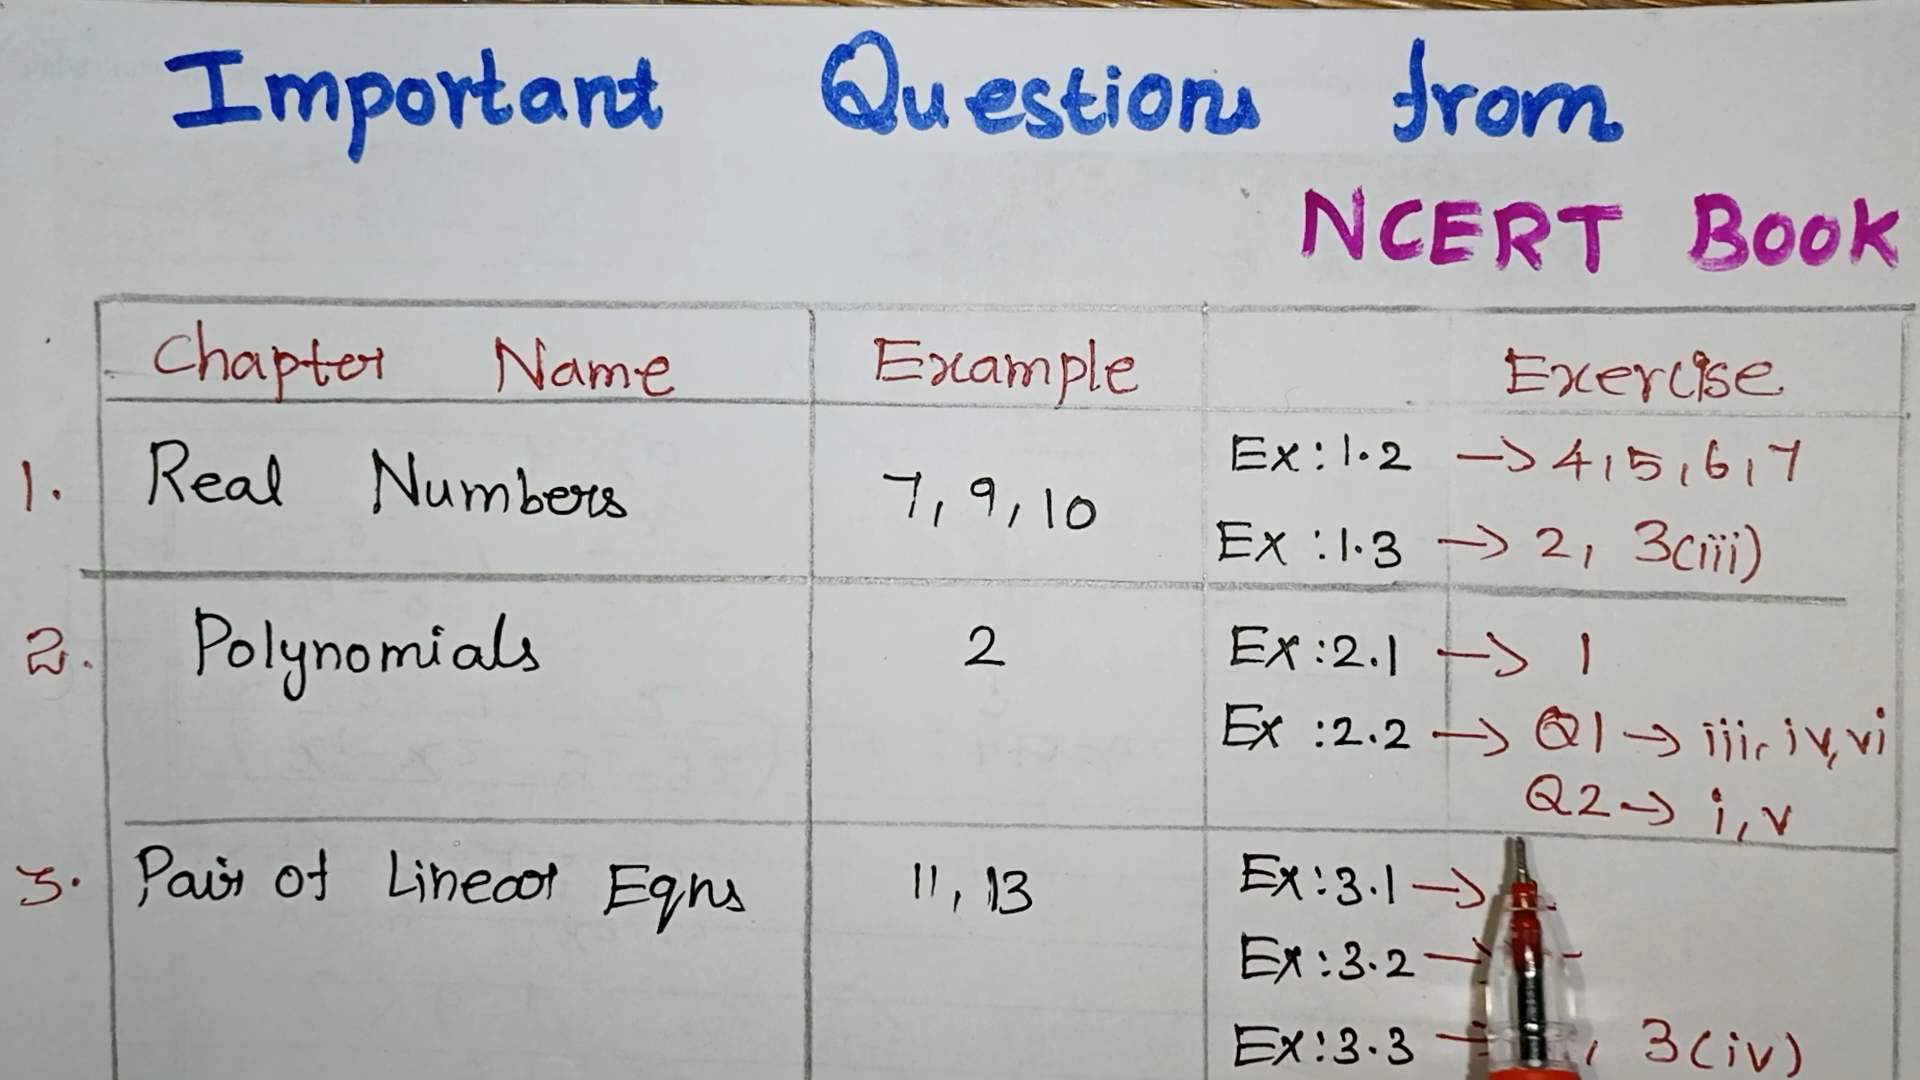 Important Questions from
NCERT Book
Chapter Name Example Exercise
1. Real Numbers 7, 9, 10 Ex:1.2 → 4,5,6,7
Ex:1.3 → 2, 3(iii)
2. Polynomials 2 Ex:2.1 → 1
Ex:2.2 → Q1 → iii, iv, vi
Q2 → i, v
3. Pair of Linear Eqns 11, 13 Ex:3.1 →
Ex:3.2 →
Ex:3.3 → , 3(iv)